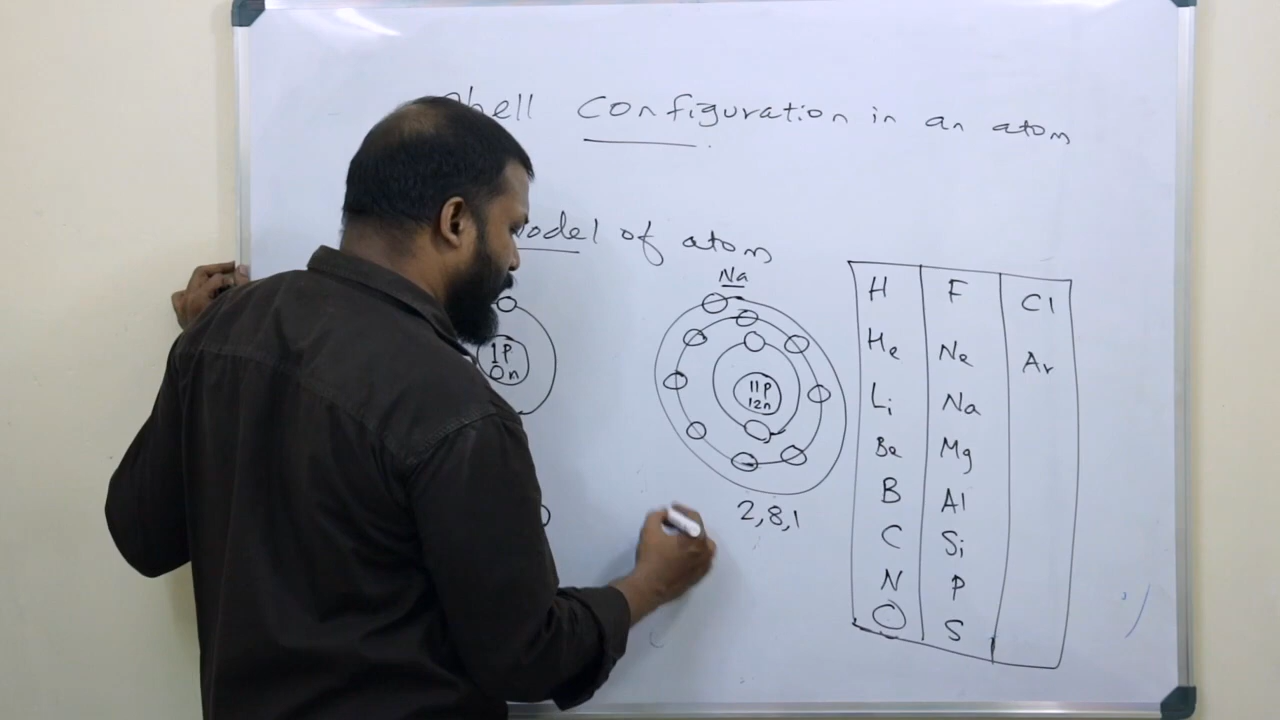 Shell Configuration in an atom
Model of atom
Na
1P
0n
11P
12n
2,8,1
H F Cl
He Ne Ar
Li Na
Be Mg
B Al
C Si
N P
O S